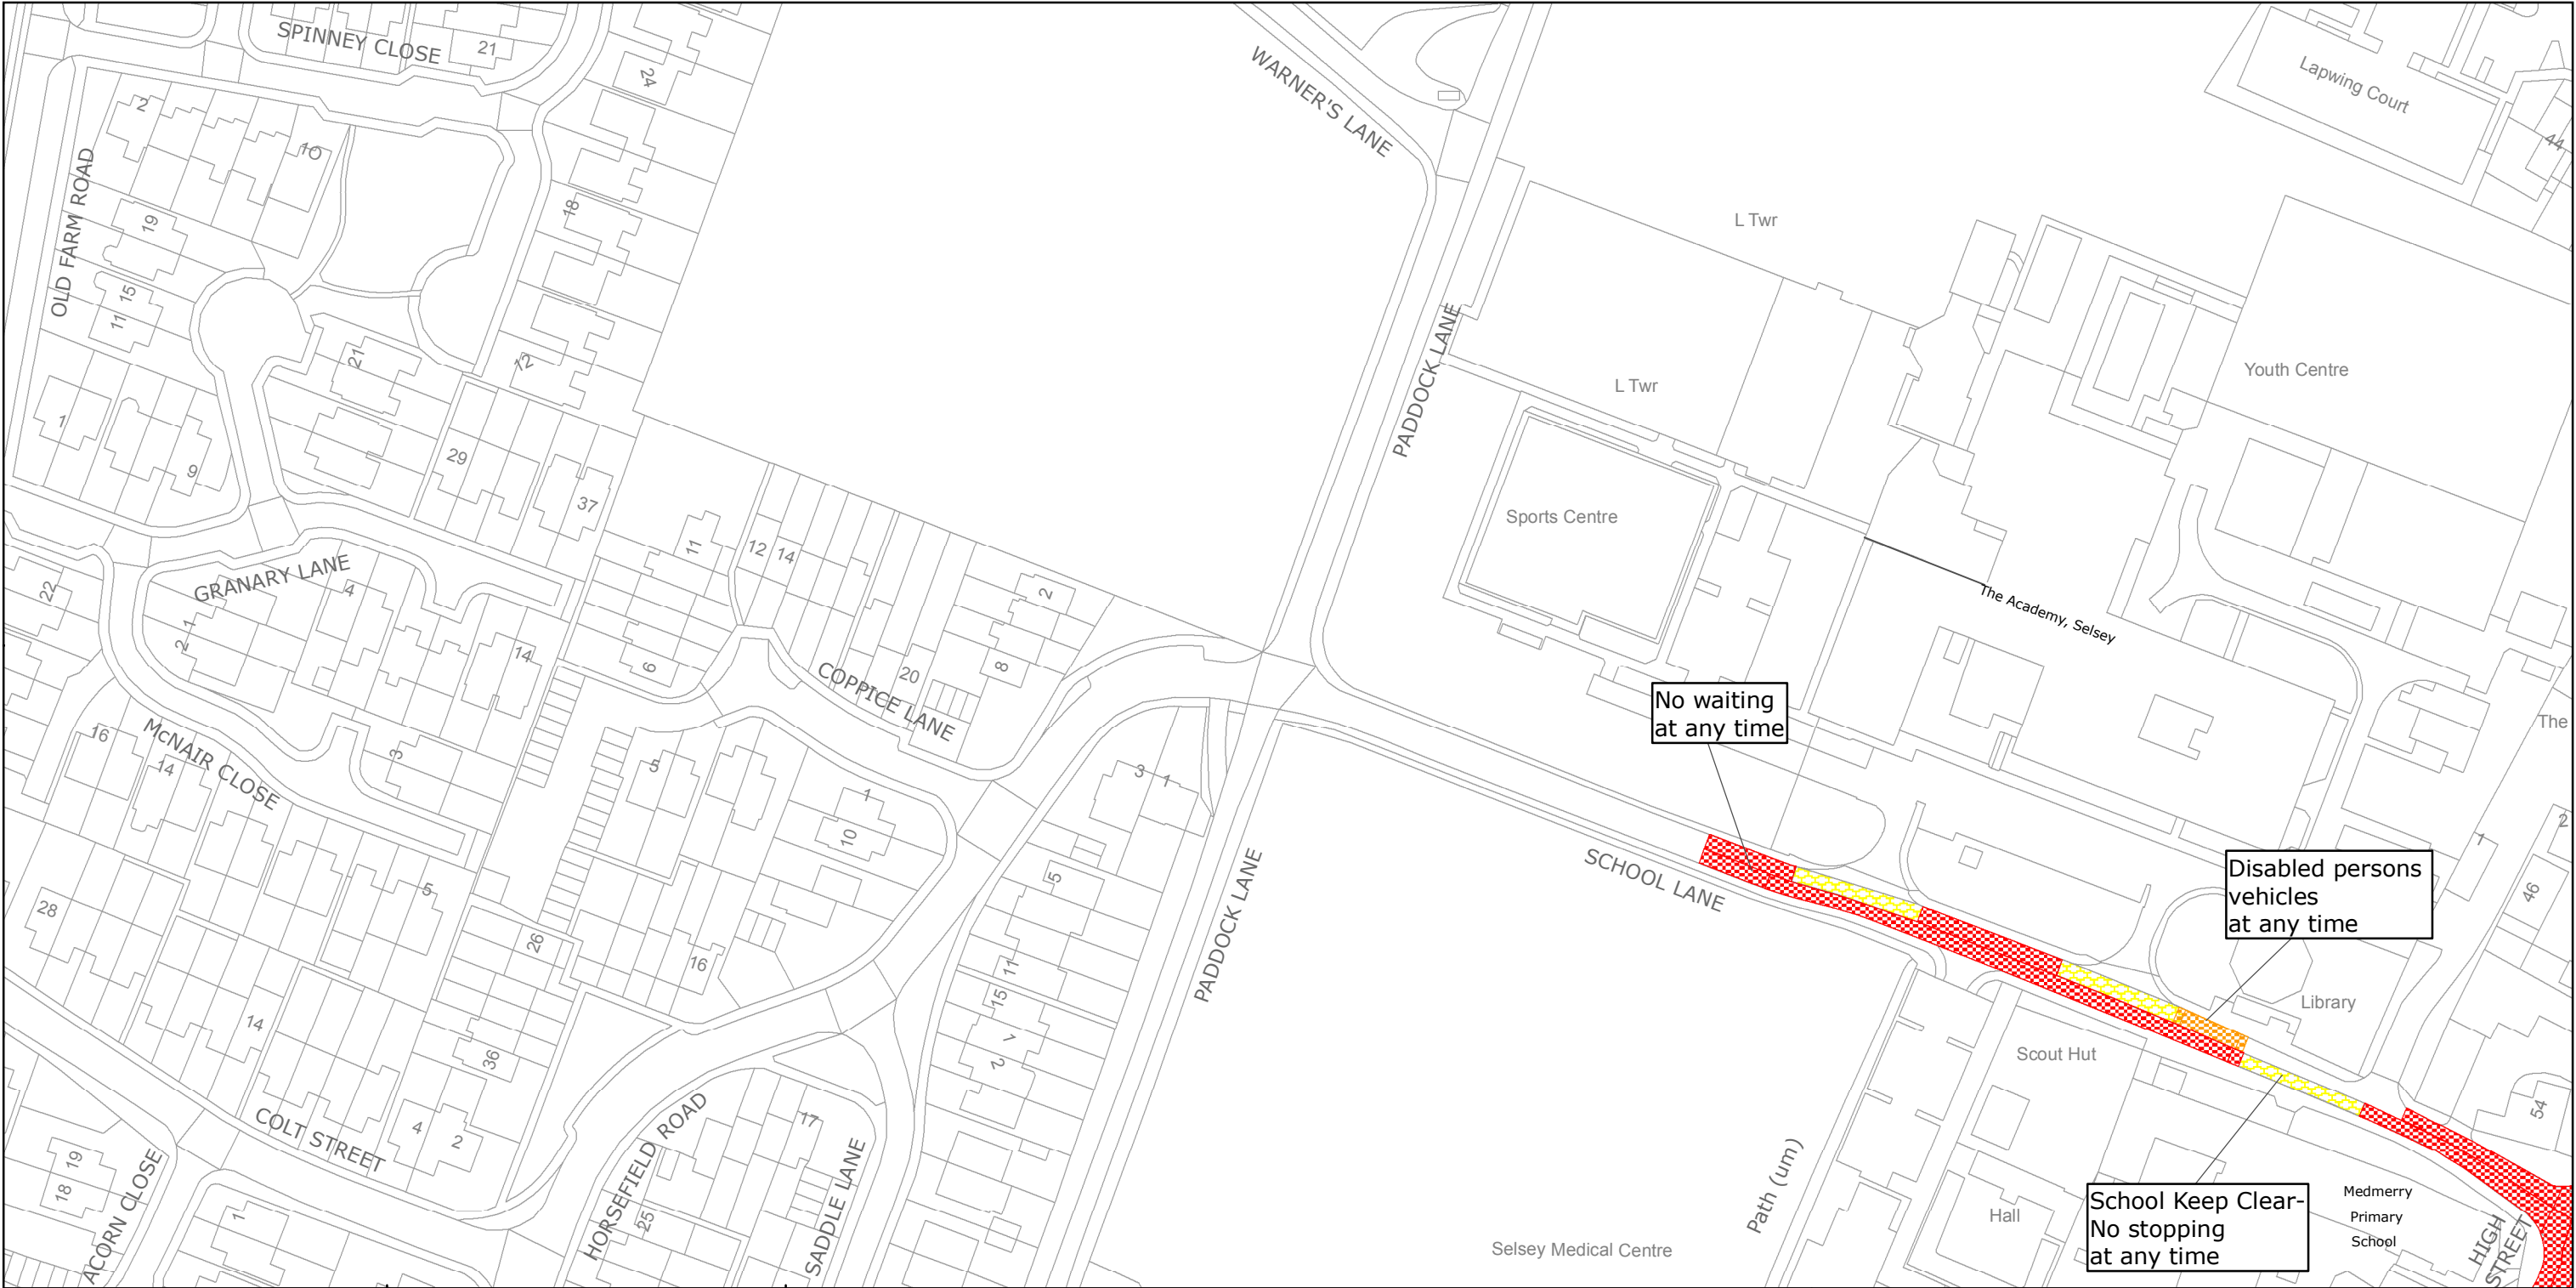 SPINNEY CLOSE
21
24
WARNER'S LANE
Lapwing Court
44
2
10
OLD FARM ROAD
19
18
L Twr
15
11
21
12
PADDOCK LANE
L Twr
Youth Centre
1
9
29
37
Sports Centre
11
12
14
22
GRANARY LANE
4
2
1
2
14
6
8
20
COPPICE LANE
The Academy, Selsey
No waiting
at any time
The
16
McNAIR CLOSE
14
3
5
3
1
1
10
1
2
SCHOOL LANE
Disabled persons
vehicles
at any time
46
5
5
28
26
16
PADDOCK LANE
11
15
Library
14
7
2
36
Scout Hut
COLT STREET
4
2
HORSEFIELD ROAD
17
54
19
18
ACORN CLOSE
1
25
SADDLE LANE
Path (um)
Hall
School Keep Clear-
No stopping
at any time
Medmerry
Primary
School
HIGH
STREET
Selsey Medical Centre